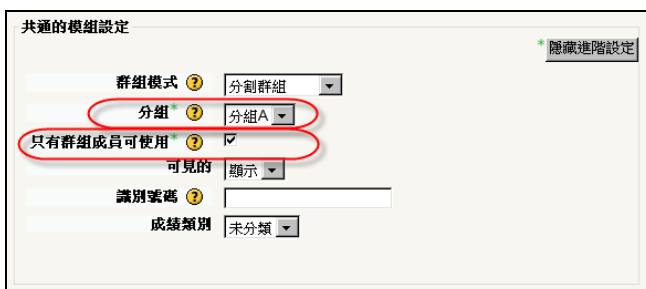 共通的模組設定
* 隱藏進階設定
群組模式 ? 分割群組
分組* ? 分組A
只有群組成員可使用* ?
可見的 顯示
識別號碼 ?
成績類別 未分類